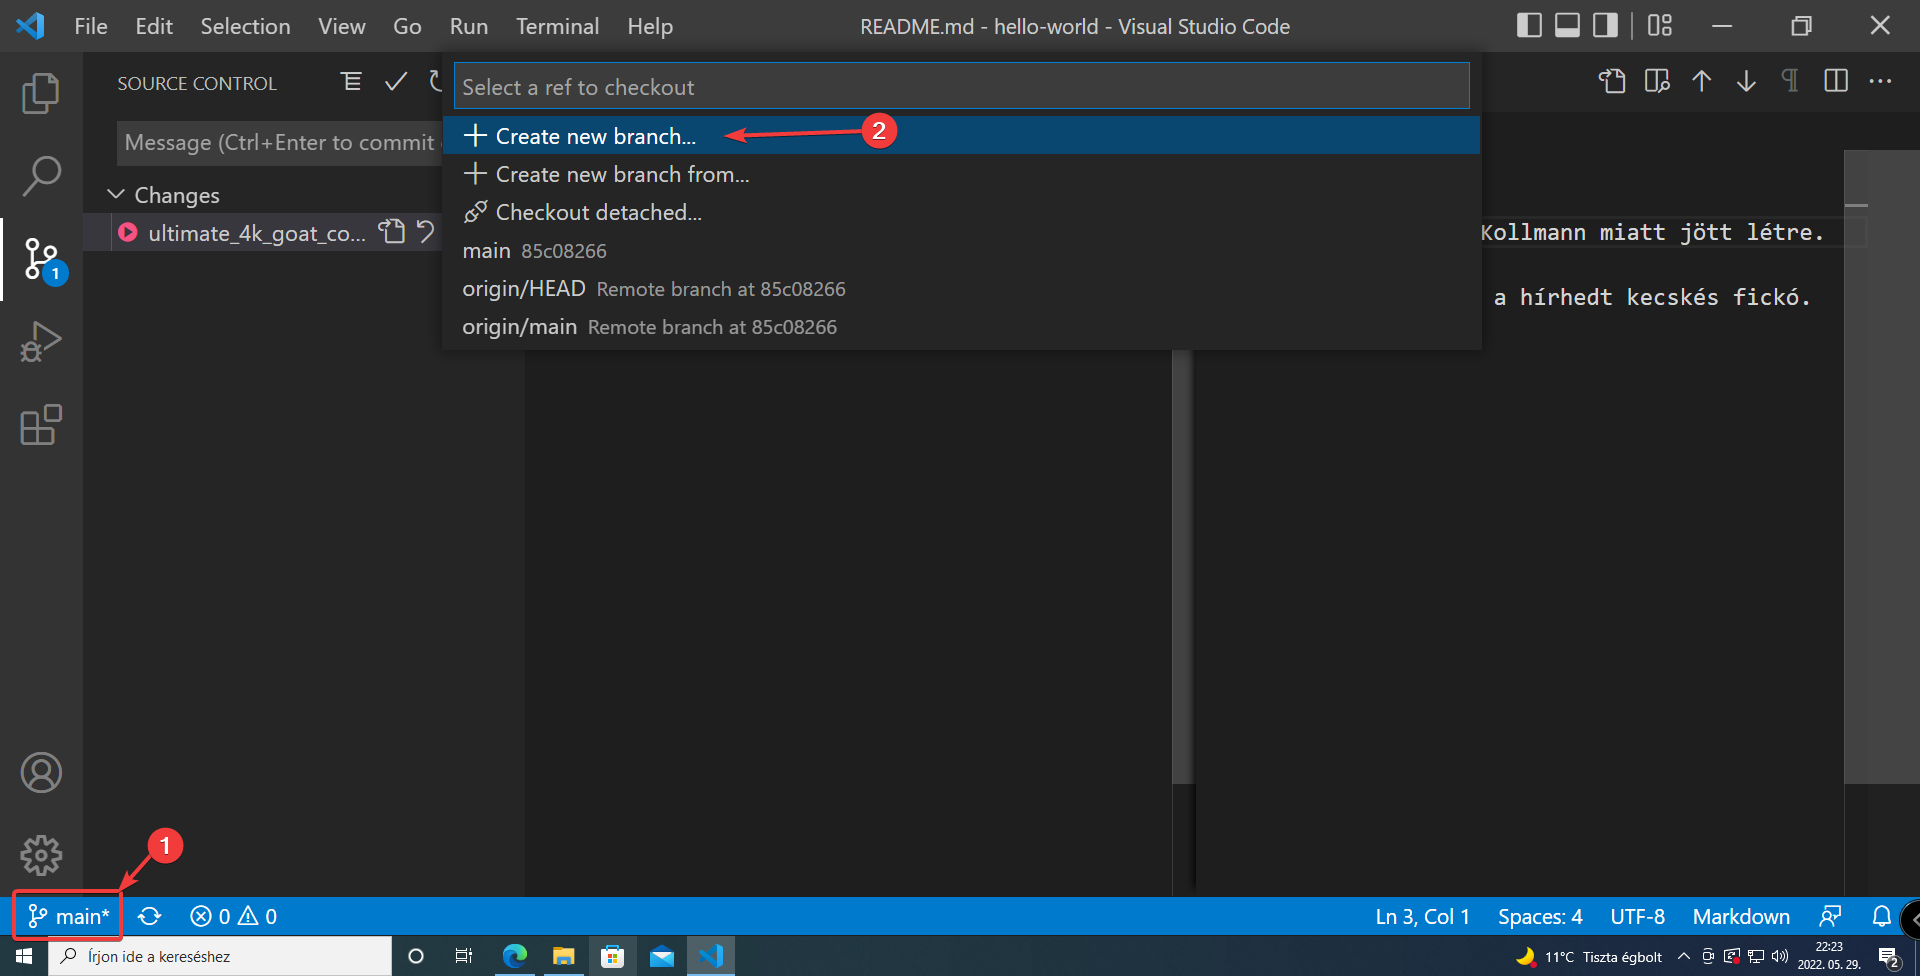 File Edit Selection View Go Run Terminal Help README.md - hello-world - Visual Studio Code
SOURCE CONTROL
Select a ref to checkout
Message (Ctrl+Enter to commit
Create new branch...
2
Create new branch from...
Changes
Checkout detached...
ultimate_4k_goat_co...
Kollmann miatt jött létre.
main 85c08266
1
origin/HEAD Remote branch at 85c08266
a hírhedt kecskés fickó.
origin/main Remote branch at 85c08266
1
main* 0 0 Ln 3, Col 1 Spaces: 4 UTF-8 Markdown
Írjon ide a kereséshez
11°C Tiszta égbolt
22:23
2022. 05. 29.
2